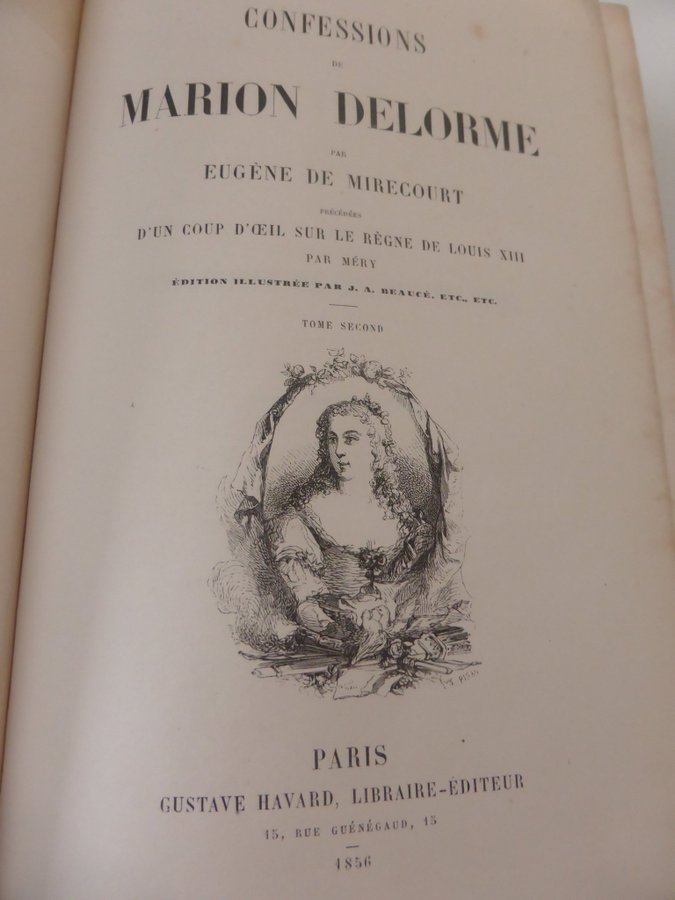 CONFESSIONS
DE
MARION DELORME
PAR
EUGÈNE DE MIRECOURT
PRÉCÉDÉES
D'UN COUP D'ŒIL SUR LE RÈGNE DE LOUIS XIII
PAR MÉRY
ÉDITION ILLUSTRÉE PAR J. A. BEAUCÉ, ETC., ETC.
TOME SECOND
PARIS
GUSTAVE HAVARD, LIBRAIRE-ÉDITEUR
15, RUE GUÉNÉGAUD, 15
1856